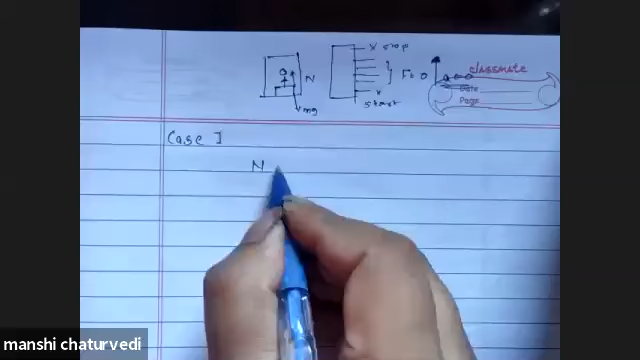 x stop
N
F = 0
mg
x
start
classmate
Date
Page
Case I
N
manshi chaturvedi